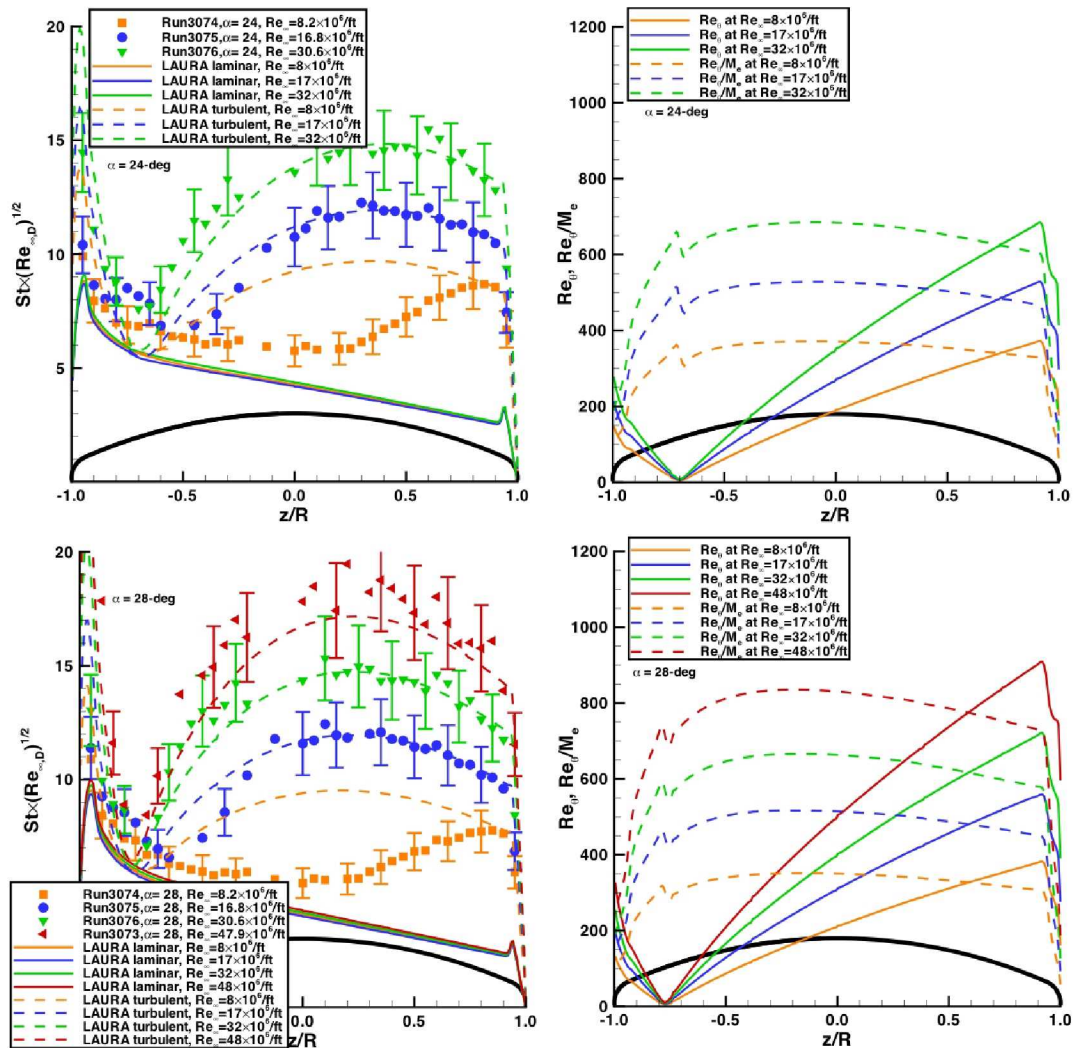 20
15
10
5
St×(Re∞,D)1/2
Run3074,α= 24, Re∞=8.2×10⁶/ft
Run3075,α= 24, Re∞=16.8×10⁶/ft
Run3076,α= 24, Re∞=30.6×10⁶/ft
LAURA laminar, Re∞=8×10⁶/ft
LAURA laminar, Re∞=17×10⁶/ft
LAURA laminar, Re∞=32×10⁶/ft
LAURA turbulent, Re∞=8×10⁶/ft
LAURA turbulent, Re∞=17×10⁶/ft
LAURA turbulent, Re∞=32×10⁶/ft
α = 24-deg
-1.0 -0.5 0.0 0.5 1.0
z/R
1200
1000
800
600
400
200
0
Reθ, Reθ/Me
Reθ at Re∞=8×10⁶/ft
Reθ at Re∞=17×10⁶/ft
Reθ at Re∞=32×10⁶/ft
Reθ/Me at Re∞=8×10⁶/ft
Reθ/Me at Re∞=17×10⁶/ft
Reθ/Me at Re∞=32×10⁶/ft
α = 24-deg
-1.0 -0.5 0.0 0.5 1.0
z/R
20
15
10
St×(Re∞,D)1/2
α = 28-deg
Run3074,α= 28, Re∞=8.2×10⁶/ft
Run3075,α= 28, Re∞=16.8×10⁶/ft
Run3076,α= 28, Re∞=30.6×10⁶/ft
Run3073,α= 28, Re∞=47.9×10⁶/ft
LAURA laminar, Re∞=8×10⁶/ft
LAURA laminar, Re∞=17×10⁶/ft
LAURA laminar, Re∞=32×10⁶/ft
LAURA laminar, Re∞=48×10⁶/ft
LAURA turbulent, Re∞=8×10⁶/ft
LAURA turbulent, Re∞=17×10⁶/ft
LAURA turbulent, Re∞=32×10⁶/ft
LAURA turbulent, Re∞=48×10⁶/ft
0.0 0.5 1.0
z/R
1200
1000
800
600
400
200
0
Reθ, Reθ/Me
Reθ at Re∞=8×10⁶/ft
Reθ at Re∞=17×10⁶/ft
Reθ at Re∞=32×10⁶/ft
Reθ at Re∞=48×10⁶/ft
Reθ/Me at Re∞=8×10⁶/ft
Reθ/Me at Re∞=17×10⁶/ft
Reθ/Me at Re∞=32×10⁶/ft
Reθ/Me at Re∞=48×10⁶/ft
α = 28-deg
-1.0 -0.5 0.0 0.5 1.0
z/R